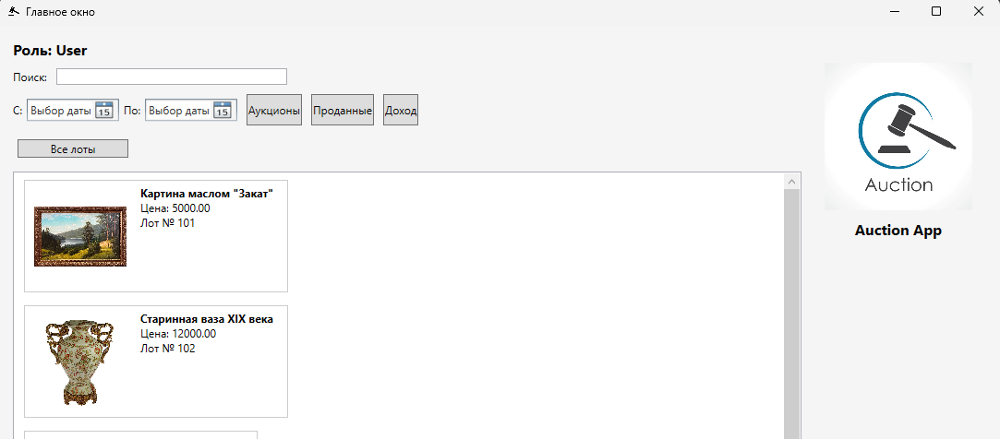 Главное окно
Роль: User
Поиск:
С: Выбор даты 15 По: Выбор даты 15 Аукционы Проданные Доход
Все лоты
Картина маслом "Закат"
Цена: 5000.00
Лот № 101
Старинная ваза XIX века
Цена: 12000.00
Лот № 102
Auction
Auction App